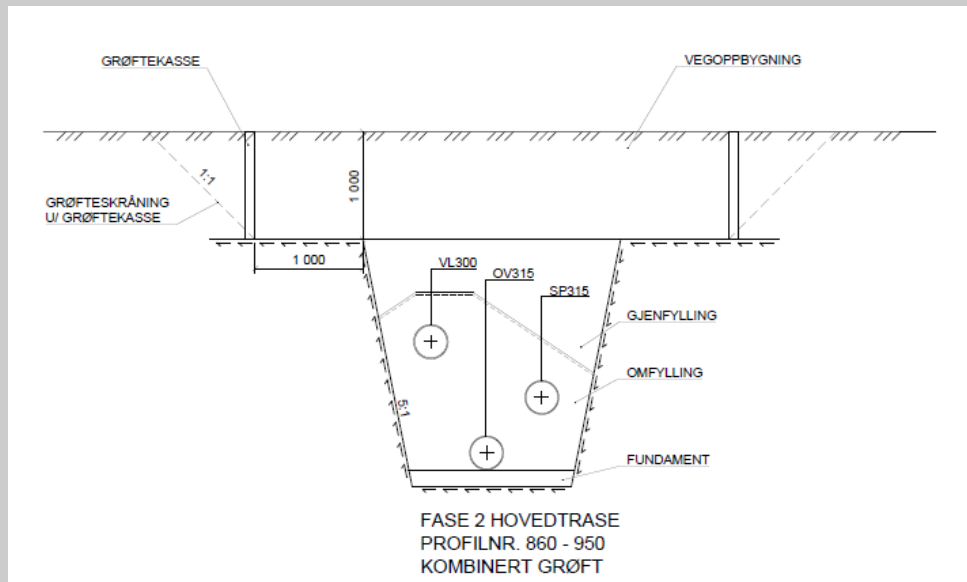 GRØFTEKASSE
VEGOPPBYGNING
1:1
GRØFTESKRÅNING
U/ GRØFTEKASSE
1 000
1 000
VL300
OV315
SP315
GJENFYLLING
OMFYLLING
5:1
FUNDAMENT
FASE 2 HOVEDTRASE
PROFILNR. 860 - 950
KOMBINERT GRØFT